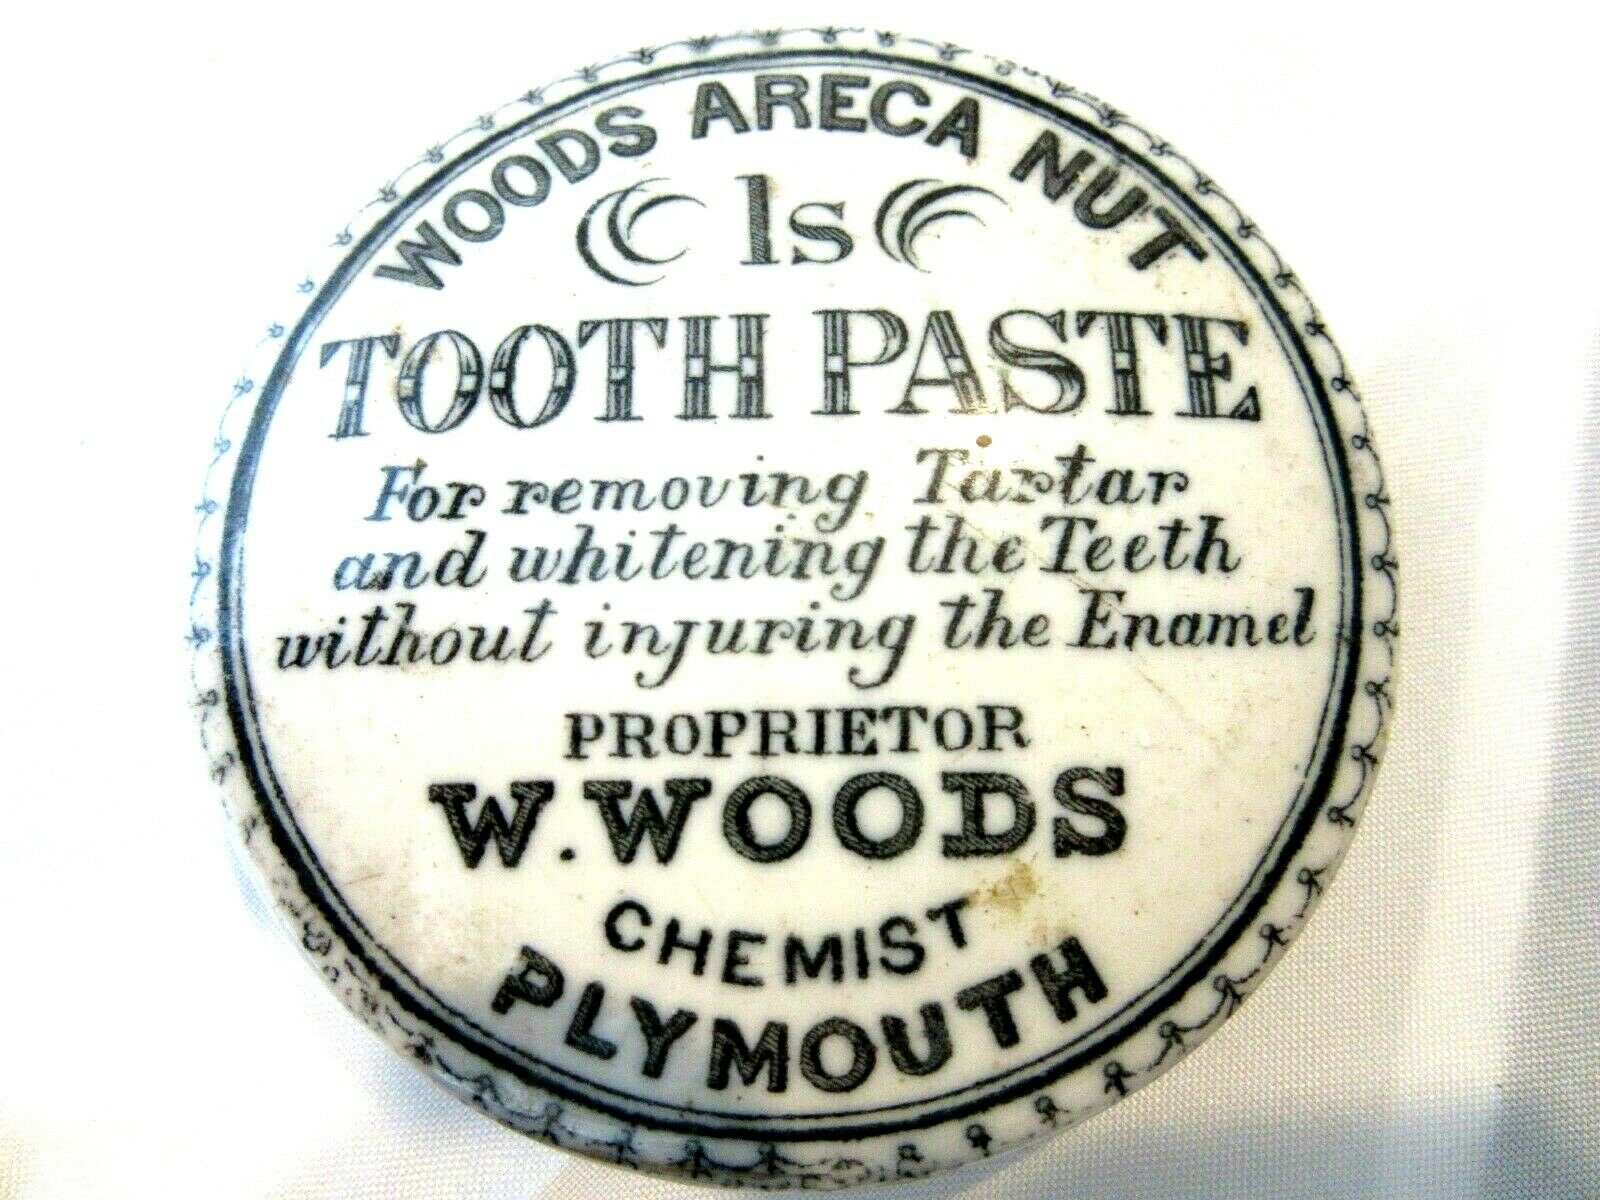 WOODS ARECA NUT
1s
TOOTH PASTE
For removing Tartar
and whitening the Teeth
without injuring the Enamel
PROPRIETOR
W. WOODS
CHEMIST
PLYMOUTH